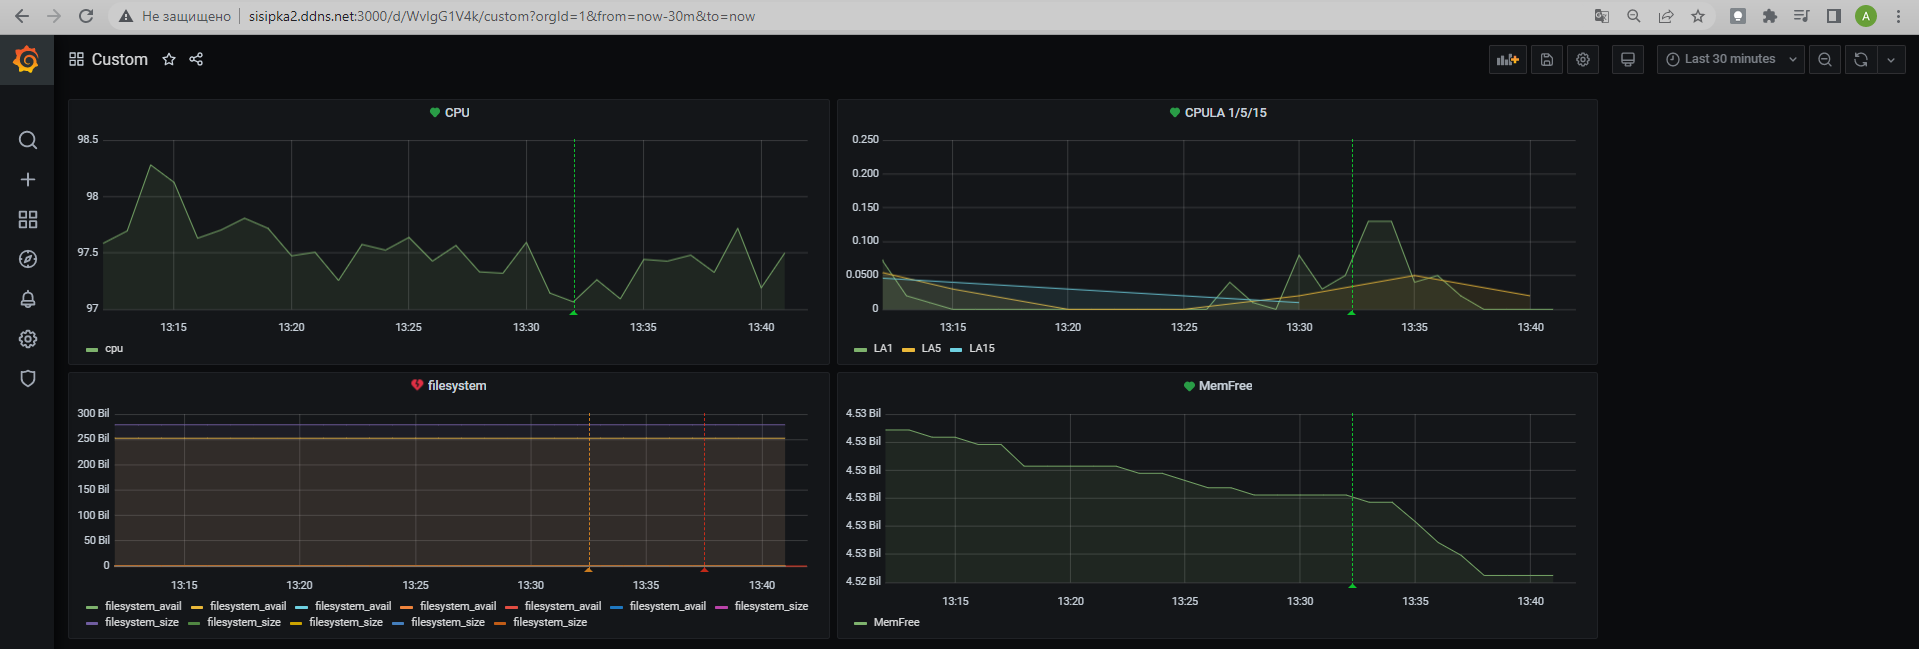 Не защищено sisipka2.ddns.net:3000/d/WvIgG1V4k/custom?orgId=1&from=now-30m&to=now
A
Custom
Last 30 minutes
CPU
98.5
98
97.5
97
13:15 13:20 13:25 13:30 13:35 13:40
cpu
CPULA 1/5/15
0.250
0.200
0.150
0.100
0.0500
0
13:15 13:20 13:25 13:30 13:35 13:40
LA1 LA5 LA15
filesystem
300 Bil
250 Bil
200 Bil
150 Bil
100 Bil
50 Bil
0
13:15 13:20 13:25 13:30 13:35 13:40
filesystem_avail filesystem_avail filesystem_avail filesystem_avail filesystem_avail filesystem_avail filesystem_size
filesystem_size filesystem_size filesystem_size filesystem_size filesystem_size
MemFree
4.53 Bil
4.53 Bil
4.53 Bil
4.53 Bil
4.53 Bil
4.53 Bil
4.52 Bil
13:15 13:20 13:25 13:30 13:35 13:40
MemFree